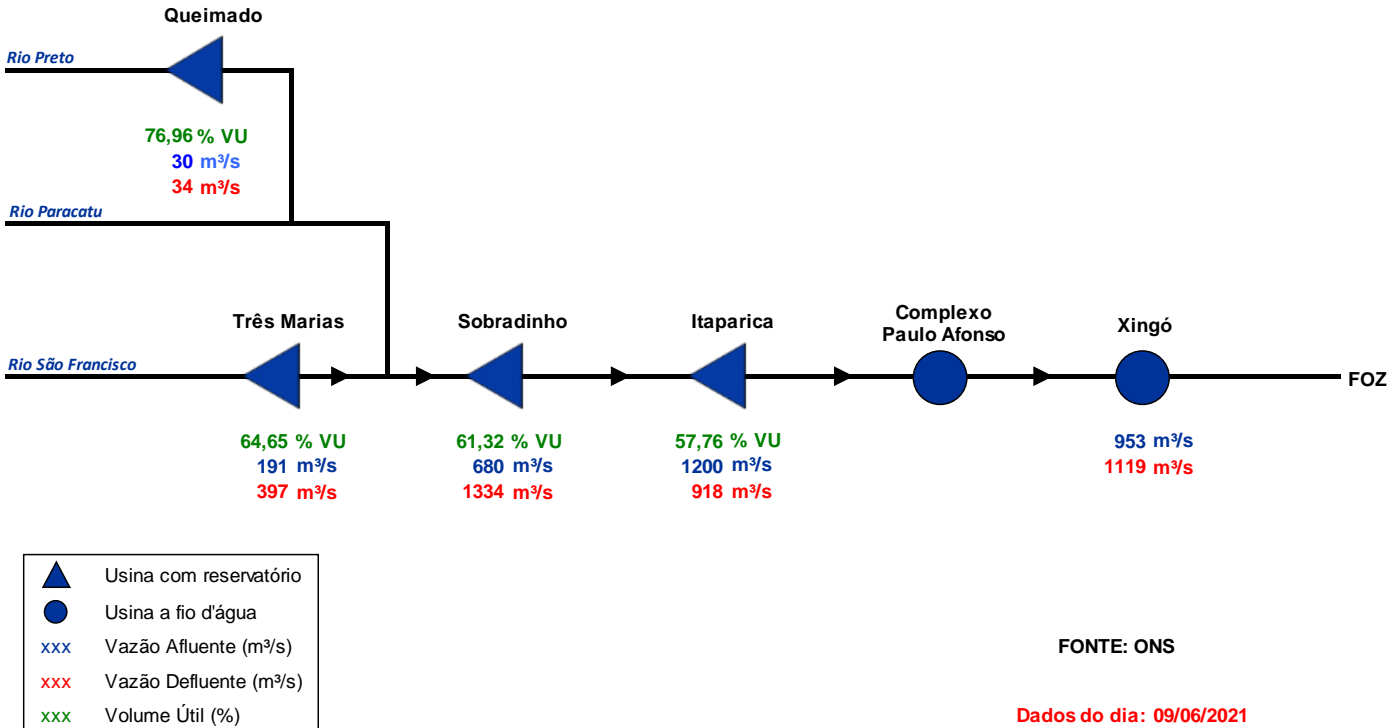 Queimado
Rio Preto
76,96 % VU
30 m³/s
34 m³/s
Rio Paracatu
Três Marias
Sobradinho
Itaparica
Complexo
Paulo Afonso
Xingó
Rio São Francisco
FOZ
64,65 % VU
191 m³/s
397 m³/s
61,32 % VU
680 m³/s
1334 m³/s
57,76 % VU
1200 m³/s
918 m³/s
953 m³/s
1119 m³/s
Usina com reservatório
Usina a fio d'água
xxx Vazão Afluente (m³/s)
xxx Vazão Defluente (m³/s)
xxx Volume Útil (%)
FONTE: ONS
Dados do dia: 09/06/2021